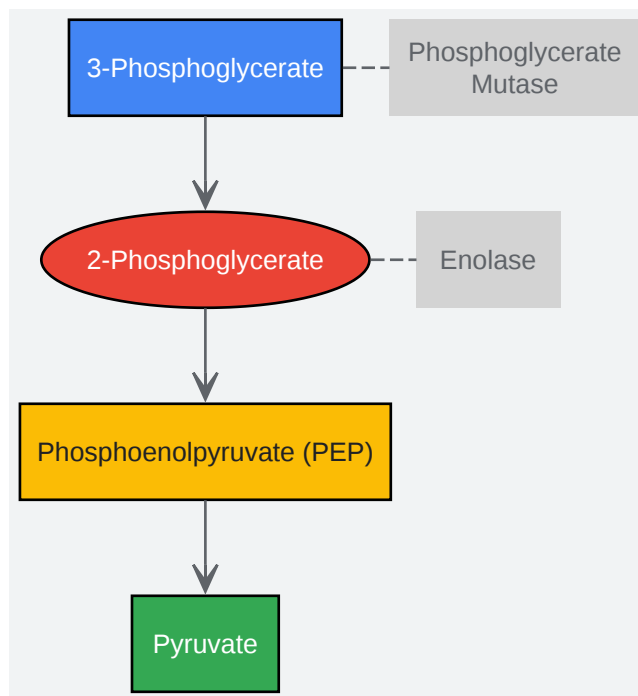 3-Phosphoglycerate
Phosphoglycerate
Mutase
2-Phosphoglycerate
Enolase
Phosphoenolpyruvate (PEP)
Pyruvate